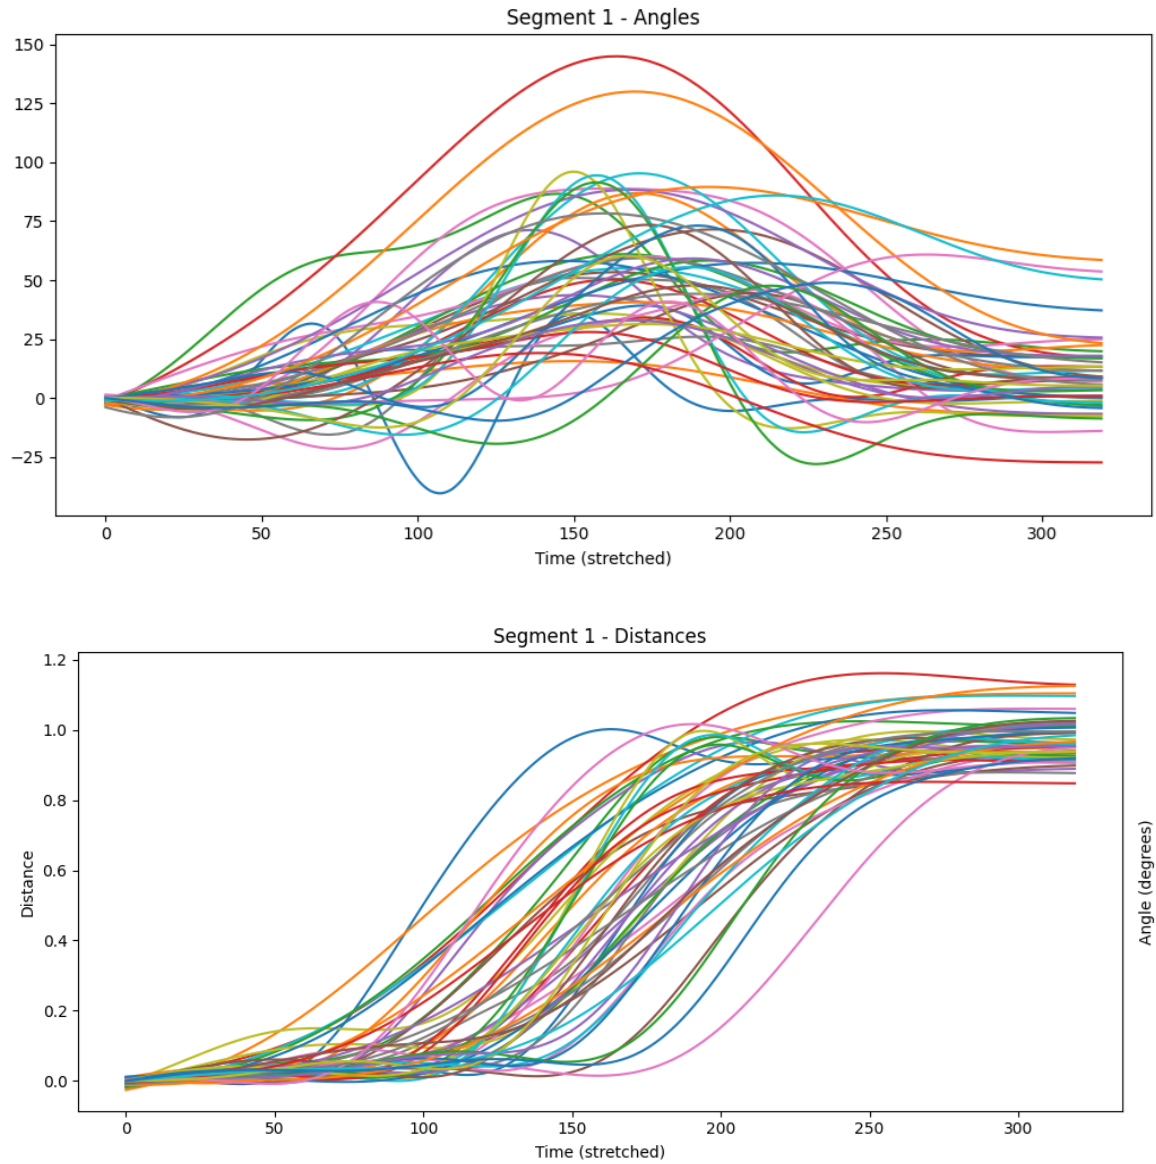 Segment 1 - Angles
150
125
100
75
50
25
0
−25
0 50 100 150 200 250 300
Time (stretched)
Segment 1 - Distances
1.2
1.0
0.8
0.6
0.4
0.2
0.0
Distance
Angle (degrees)
0 50 100 150 200 250 300
Time (stretched)